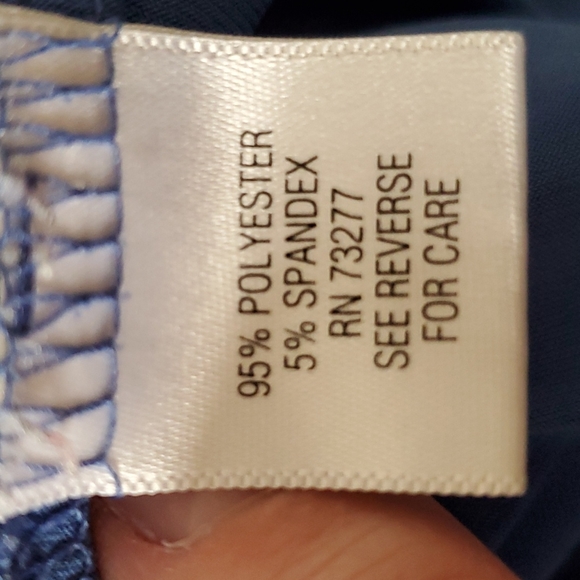 95% POLYESTER
5% SPANDEX
RN 73277
SEE REVERSE
FOR CARE